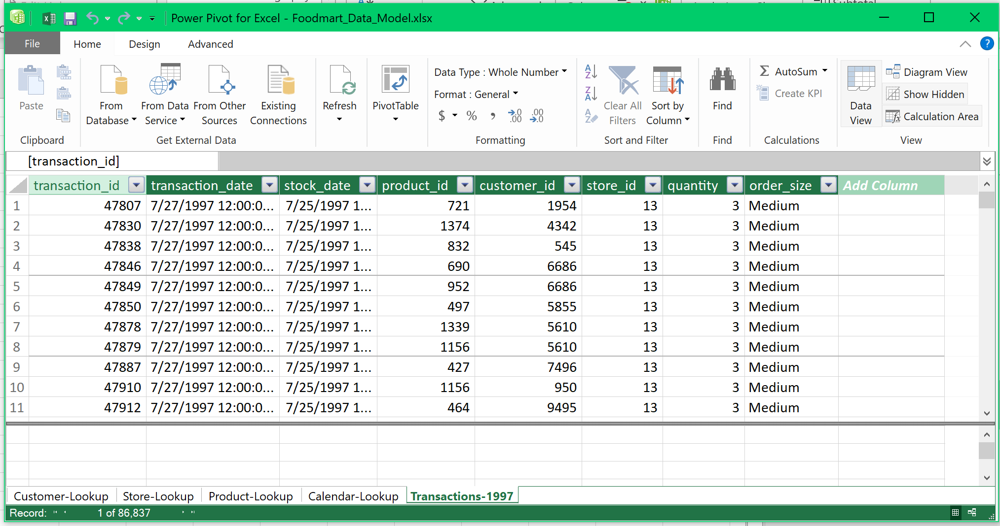 Power Pivot for Excel - Foodmart_Data_Model.xlsx
File Home Design Advanced ?
Paste
From Database
From Data Service
From Other Sources
Existing Connections
Refresh
PivotTable
Data Type : Whole Number
Format : General
$ % , .00 .00
Clear All Filters
Sort by Column
Find
AutoSum
Create KPI
Data View
Diagram View
Show Hidden
Calculation Area
Clipboard Get External Data Formatting Sort and Filter Find Calculations View
[transaction_id]
transaction_id transaction_date stock_date product_id customer_id store_id quantity order_size Add Column
1 47807 7/27/1997 12:00:0... 7/25/1997 1... 721 1954 13 3 Medium
2 47830 7/27/1997 12:00:0... 7/25/1997 1... 1374 4342 13 3 Medium
3 47838 7/27/1997 12:00:0... 7/25/1997 1... 832 545 13 3 Medium
4 47846 7/27/1997 12:00:0... 7/25/1997 1... 690 6686 13 3 Medium
5 47849 7/27/1997 12:00:0... 7/25/1997 1... 952 6686 13 3 Medium
6 47850 7/27/1997 12:00:0... 7/25/1997 1... 497 5855 13 3 Medium
7 47878 7/27/1997 12:00:0... 7/25/1997 1... 1339 5610 13 3 Medium
8 47879 7/27/1997 12:00:0... 7/25/1997 1... 1156 5610 13 3 Medium
9 47887 7/27/1997 12:00:0... 7/25/1997 1... 427 7496 13 3 Medium
10 47910 7/27/1997 12:00:0... 7/25/1997 1... 1156 950 13 3 Medium
11 47912 7/27/1997 12:00:0... 7/25/1997 1... 464 9495 13 3 Medium
Customer-Lookup Store-Lookup Product-Lookup Calendar-Lookup Transactions-1997
Record: 1 of 86,837